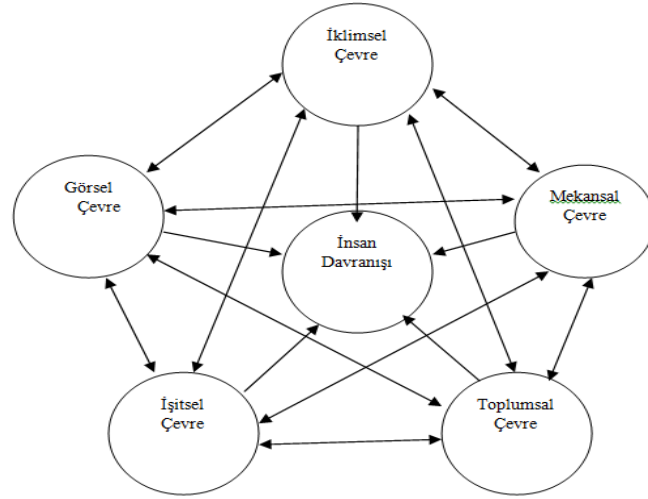 İklimsel
Çevre
Görsel
Çevre
Mekansal
Çevre
İnsan
Davranışı
İşitsel
Çevre
Toplumsal
Çevre